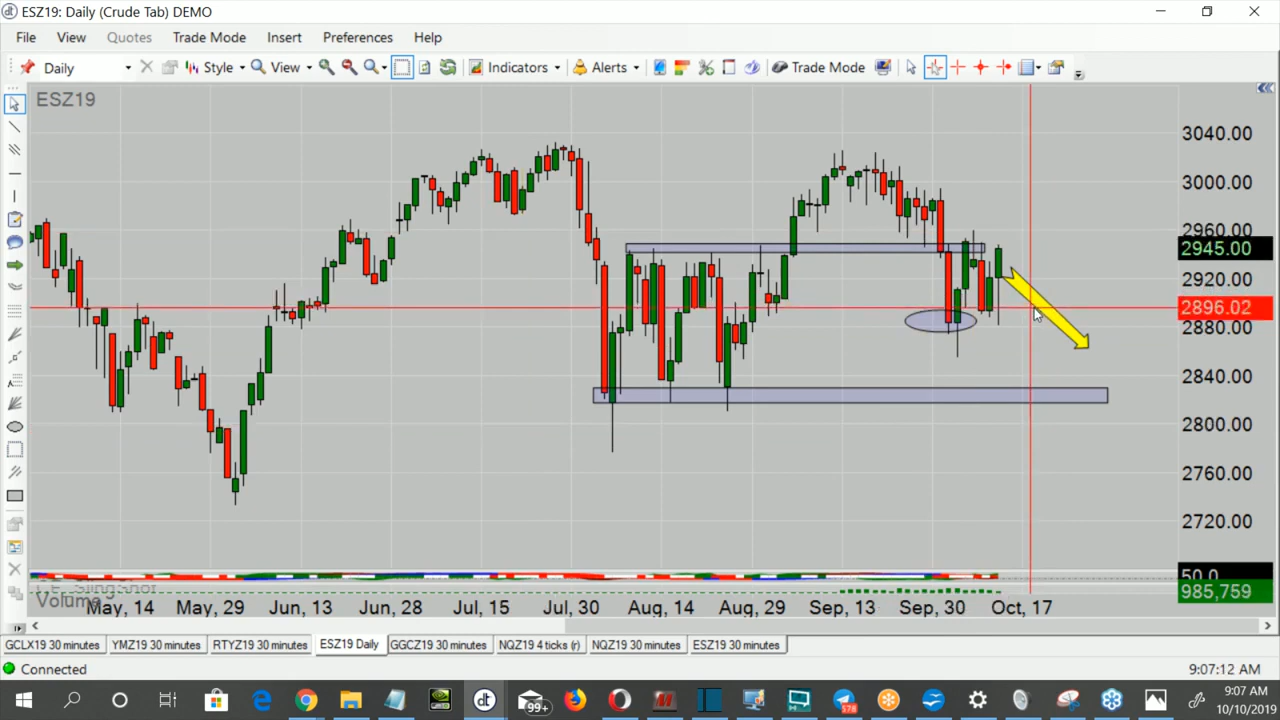 ESZ19: Daily (Crude Tab) DEMO
File View Quotes Trade Mode Insert Preferences Help
Daily Style View Indicators Alerts Trade Mode
ESZ19
3040.00
3000.00
2960.00
2945.00
2920.00
2896.02
2880.00
2840.00
2800.00
2760.00
2720.00
50.0
985,759
Volume
May, 14 May, 29 Jun, 13 Jun, 28 Jul, 15 Jul, 30 Aug, 14 Aug, 29 Sep, 13 Sep, 30 Oct, 17
GCLX19 30 minutes YMZ19 30 minutes RTYZ19 30 minutes ESZ19 Daily GGCZ19 30 minutes NQZ19 4 ticks (r) NQZ19 30 minutes ESZ19 30 minutes
Connected 9:07:12 AM
99+ 578 9:07 AM
10/10/2019